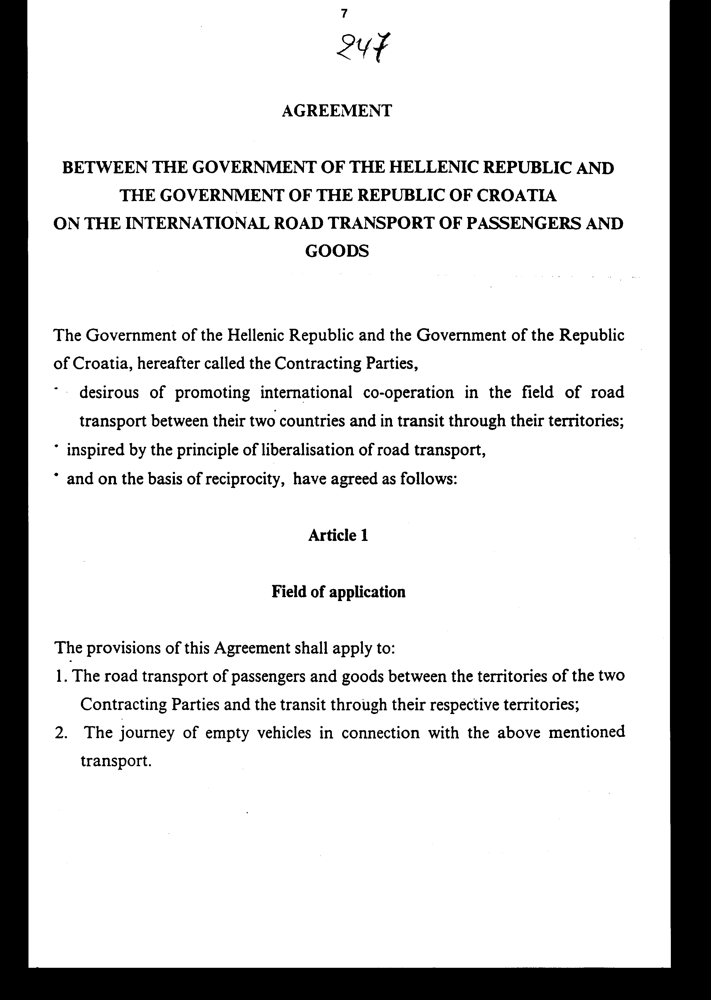 7
247
AGREEMENT
BETWEEN THE GOVERNMENT OF THE HELLENIC REPUBLIC AND
THE GOVERNMENT OF THE REPUBLIC OF CROATIA
ON THE INTERNATIONAL ROAD TRANSPORT OF PASSENGERS AND
GOODS
The Government of the Hellenic Republic and the Government of the Republic
of Croatia, hereafter called the Contracting Parties,
- desirous of promoting international co-operation in the field of road
transport between their two countries and in transit through their territories;
· inspired by the principle of liberalisation of road transport,
· and on the basis of reciprocity, have agreed as follows:
Article 1
Field of application
The provisions of this Agreement shall apply to:
1. The road transport of passengers and goods between the territories of the two
Contracting Parties and the transit through their respective territories;
2. The journey of empty vehicles in connection with the above mentioned
transport.